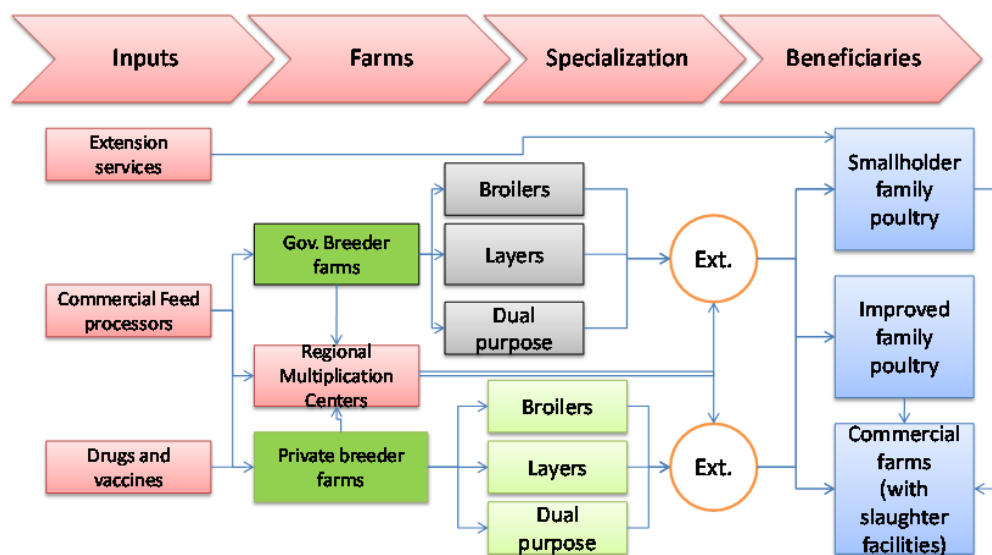 Inputs
Farms
Specialization
Beneficiaries
Extension
services
Commercial Feed
processors
Drugs and
vaccines
Gov. Breeder
farms
Regional
Multiplication
Centers
Private breeder
farms
Broilers
Layers
Dual
purpose
Broilers
Layers
Dual
purpose
Ext.
Ext.
Smallholder
family
poultry
Improved
family
poultry
Commercial
farms
(with
slaughter
facilities)